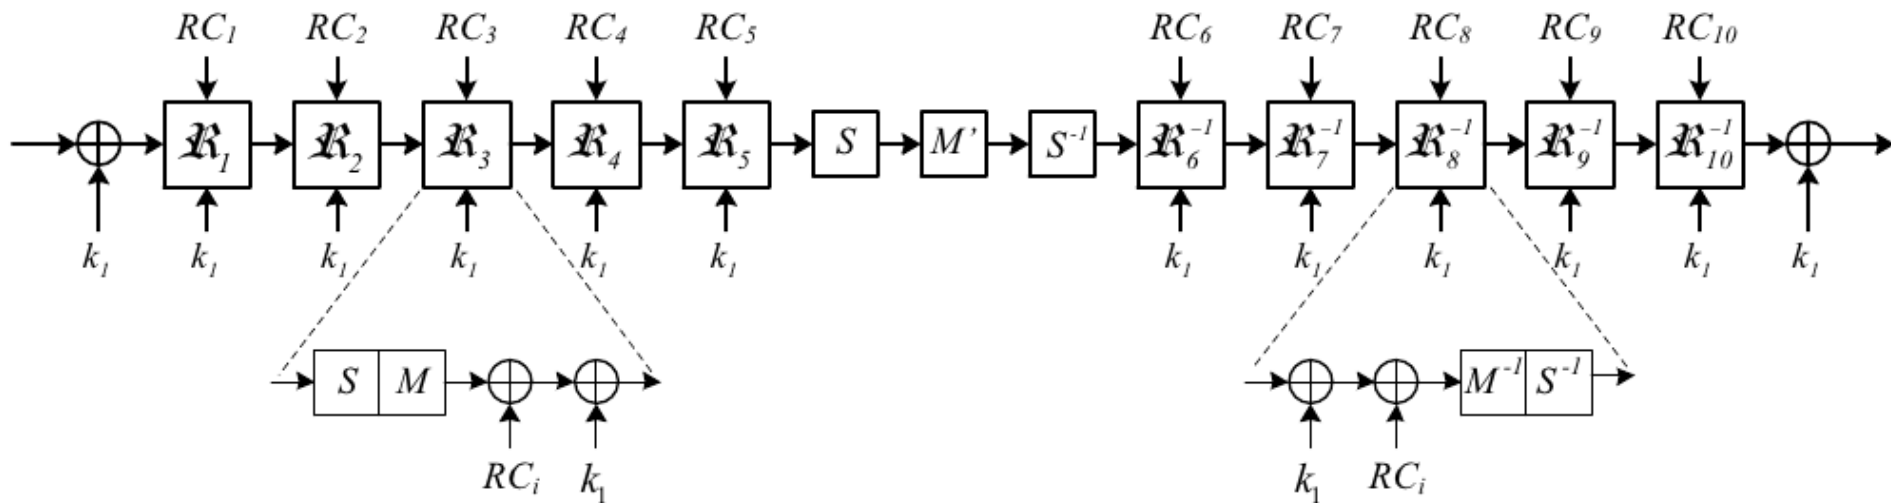 RC₁ RC₂ RC₃ RC₄ RC₅ RC₆ RC₇ RC₈ RC₉ RC₁₀
ℜ₁ ℜ₂ ℜ₃ ℜ₄ ℜ₅ S M' S⁻¹ ℜ₆⁻¹ ℜ₇⁻¹ ℜ₈⁻¹ ℜ₉⁻¹ ℜ₁₀⁻¹
k₁ k₁ k₁ k₁ k₁ k₁ k₁ k₁ k₁ k₁ k₁ k₁
S M M⁻¹ S⁻¹
RCᵢ k₁ k₁ RCᵢ